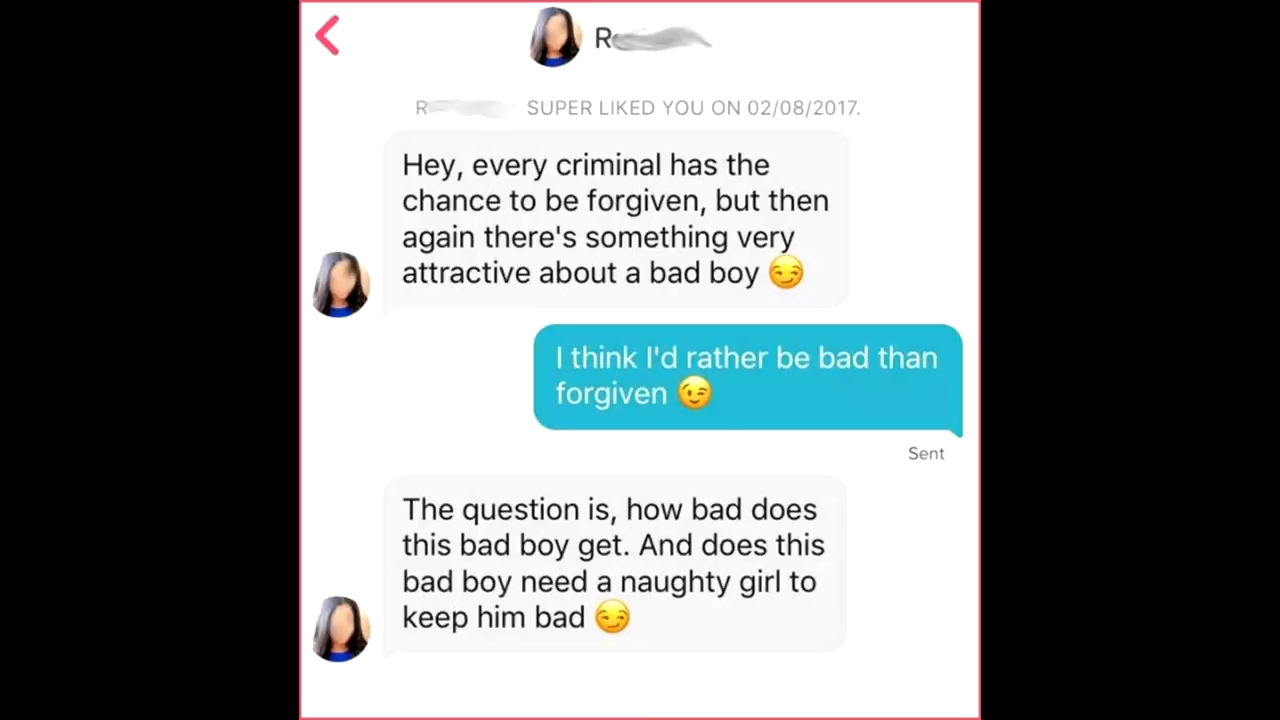 R
R SUPER LIKED YOU ON 02/08/2017.
Hey, every criminal has the
chance to be forgiven, but then
again there's something very
attractive about a bad boy 😏
I think I'd rather be bad than
forgiven 😉
Sent
The question is, how bad does
this bad boy get. And does this
bad boy need a naughty girl to
keep him bad 😏